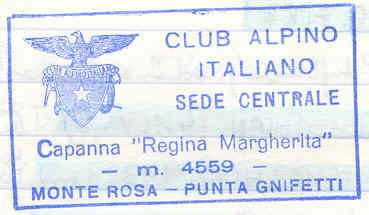 CLUB ALPINO
ITALIANO
SEDE CENTRALE
Capanna "Regina Margherita"
— m. 4559 —
MONTE ROSA — PUNTA GNIFETTI